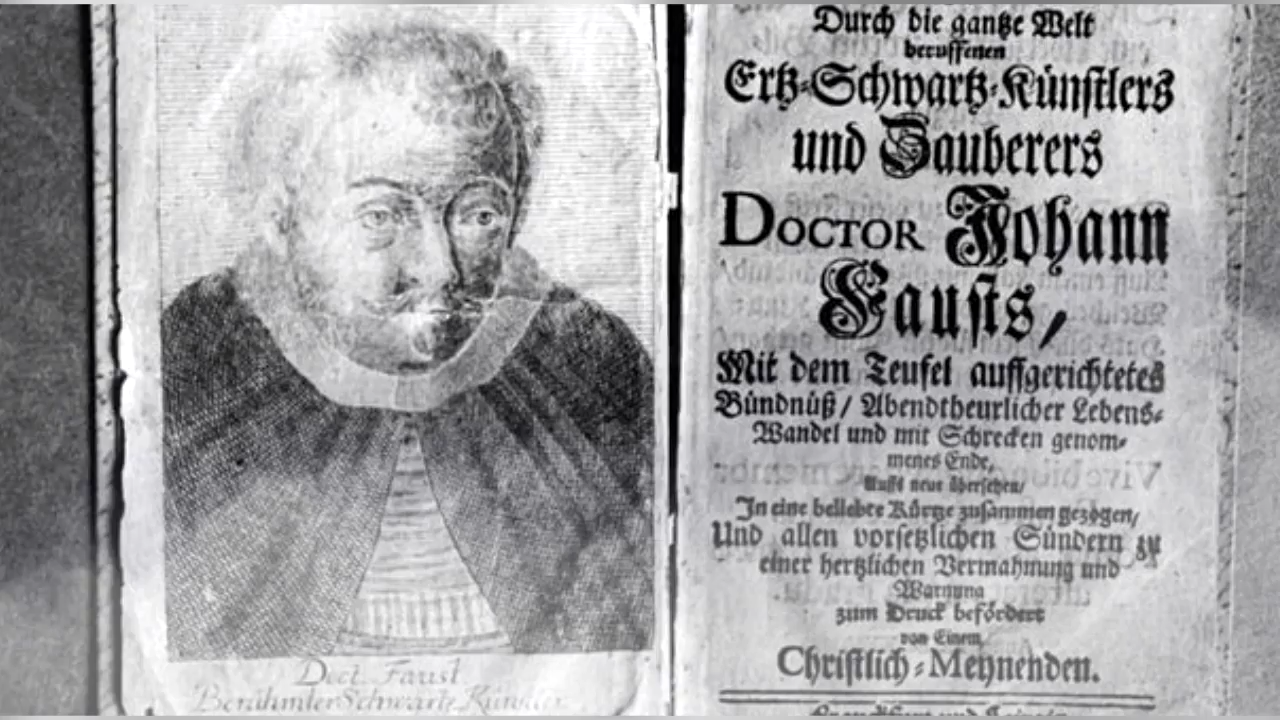 Doct. Faust
Berühmter Schwartz Künstler
Durch die gantze Welt
beruffenen
Ertz-Schwartz-Künstlers
und Zauberers
DOCTOR Johann
Fausts,
Mit dem Teufel auffgerichtetes
Bündnüß / Abendtheurlicher Lebens-
Wandel und mit Schrecken genom-
menes Ende,
Auffs neue übersehen /
In eine beliebte Kürtze zusammen gezogen /
Und allen vorsetzlichen Sündern zu
einer hertzlichen Vermahnung und
Warnung
zum Druck befördert
von Einem
Christlich-Meynenden.